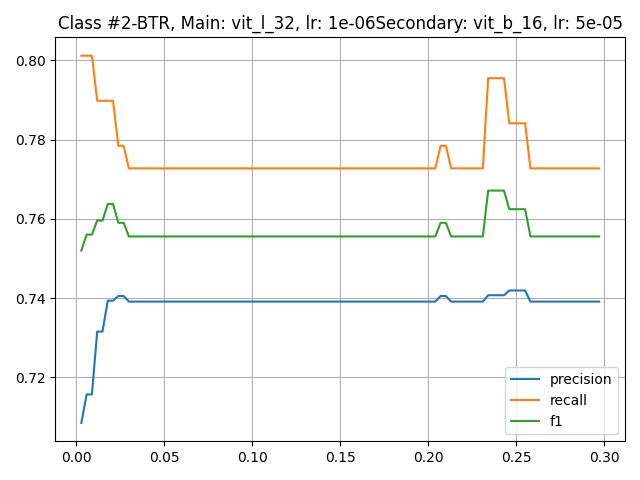 Class #2-BTR, Main: vit_l_32, lr: 1e-06Secondary: vit_b_16, lr: 5e-05
0.80
0.78
0.76
0.74
0.72
precision
recall
f1
0.00 0.05 0.10 0.15 0.20 0.25 0.30